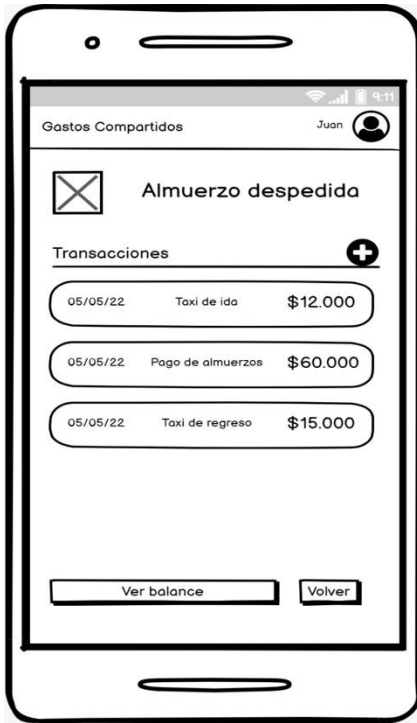 9:11
Gastos Compartidos Juan
Almuerzo despedida
Transacciones
05/05/22 Taxi de ida $12.000
05/05/22 Pago de almuerzos $60.000
05/05/22 Taxi de regreso $15.000
Ver balance Volver